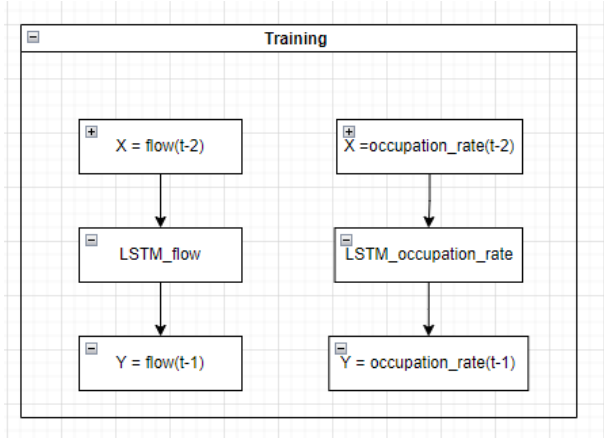 Training
X = flow(t-2)
X =occupation_rate(t-2)
LSTM_flow
LSTM_occupation_rate
Y = flow(t-1)
Y = occupation_rate(t-1)